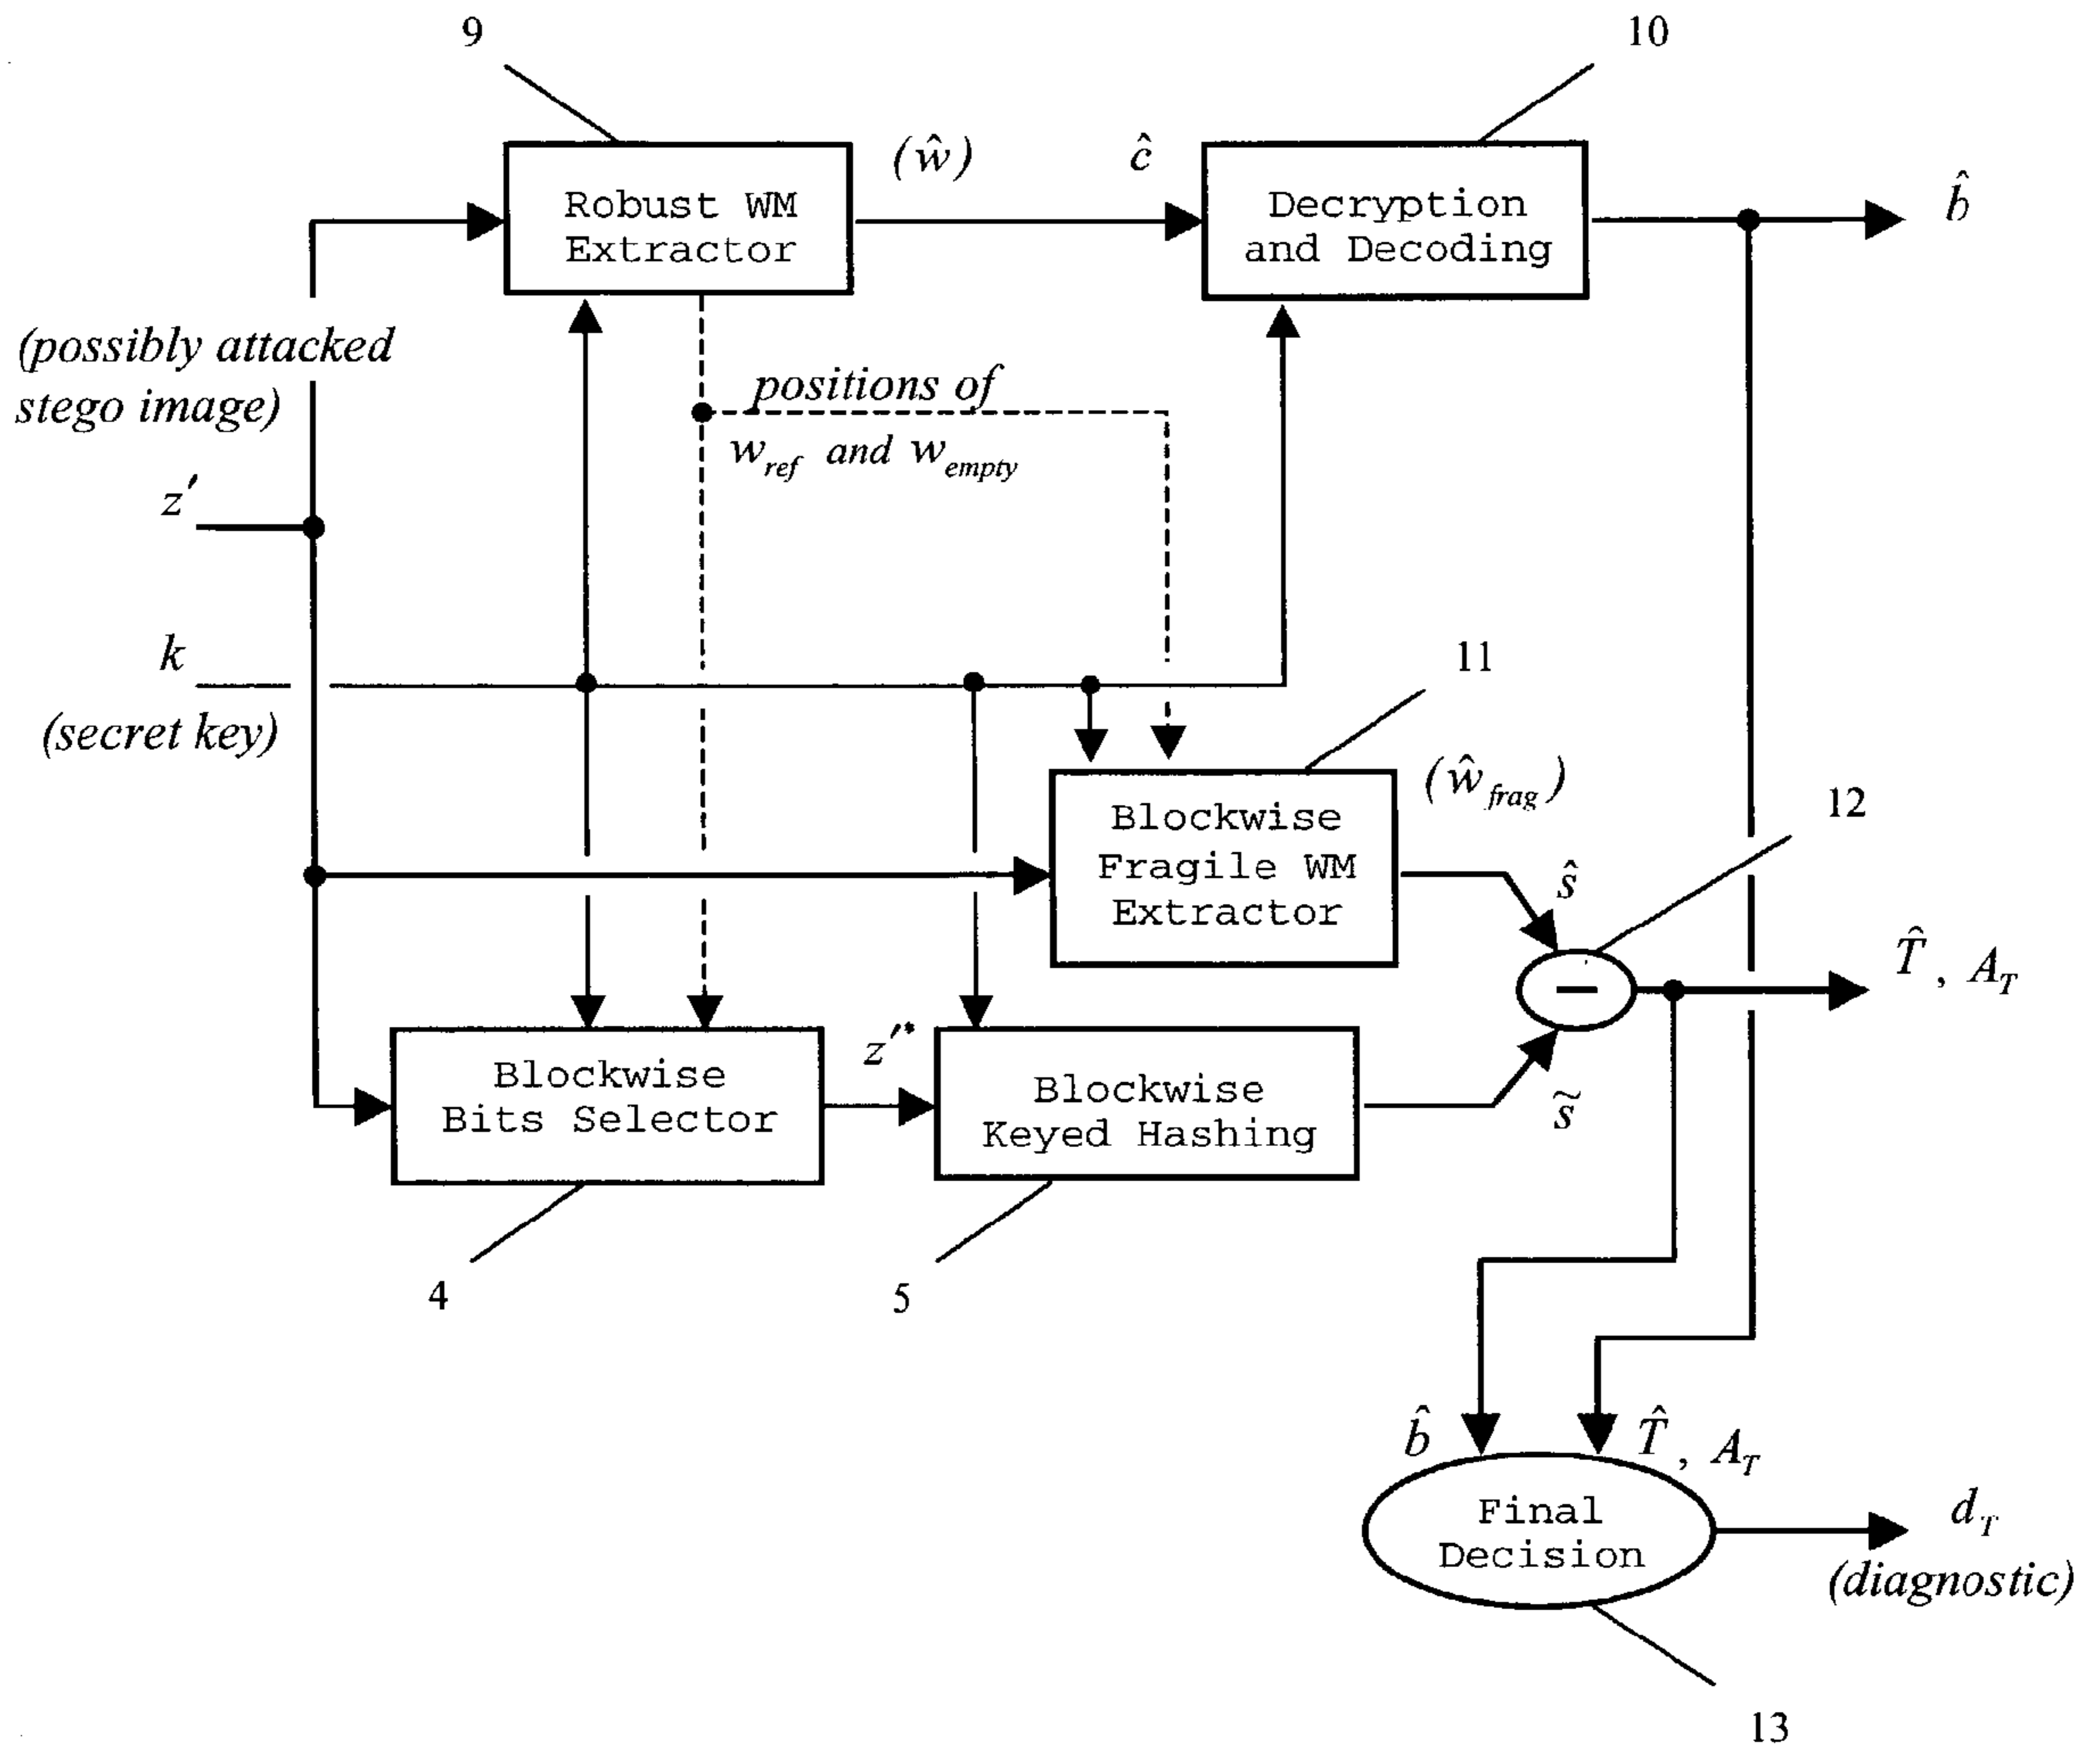 9
10
(ŵ)
ĉ
Robust WM
Extractor
Decryption
and Decoding
b̂
(possibly attacked
stego image)
positions of
w_ref and w_empty
z′
k
(secret key)
11
(ŵ_frag)
12
Blockwise
Fragile WM
Extractor
ŝ
T̂ , A_T
−
z′*
Blockwise
Bits Selector
Blockwise
Keyed Hashing
s̃
4
5
b̂
T̂ , A_T
Final
Decision
d_T
(diagnostic)
13